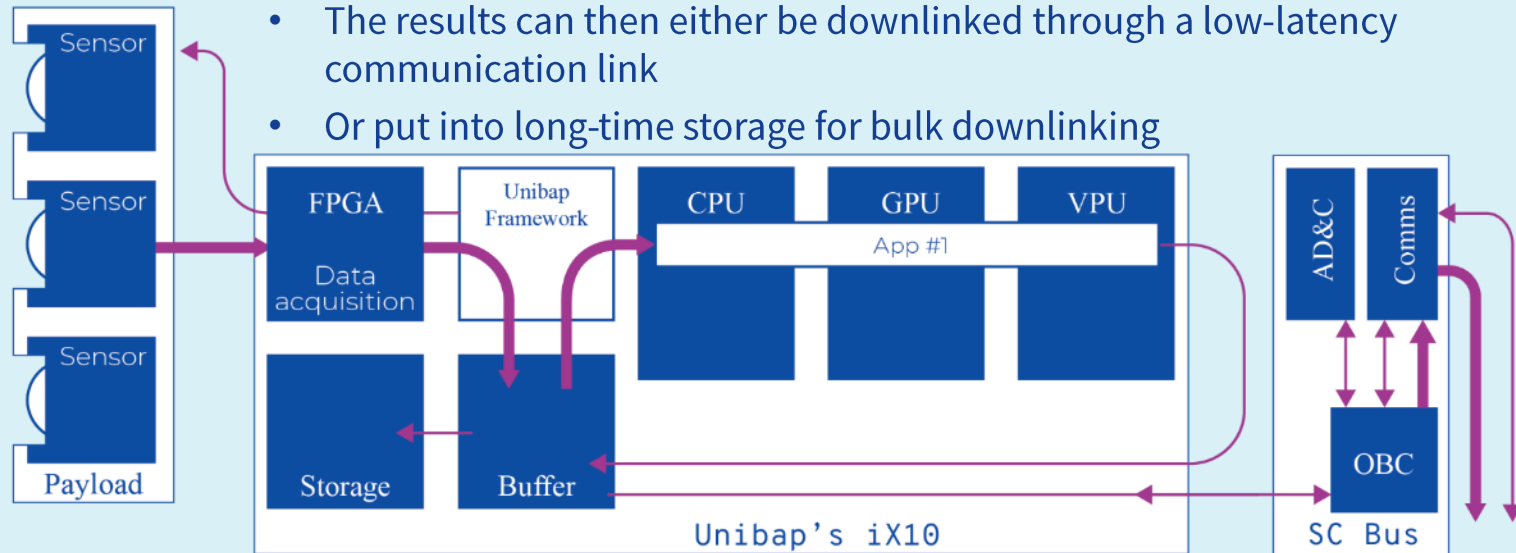 • The results can then either be downlinked through a low-latency
communication link
• Or put into long-time storage for bulk downlinking
Sensor
Sensor
Sensor
Payload
FPGA
Data
acquisition
Unibap
Framework
CPU
GPU
VPU
App #1
Storage
Buffer
Unibap's iX10
AD&C
Comms
OBC
SC Bus